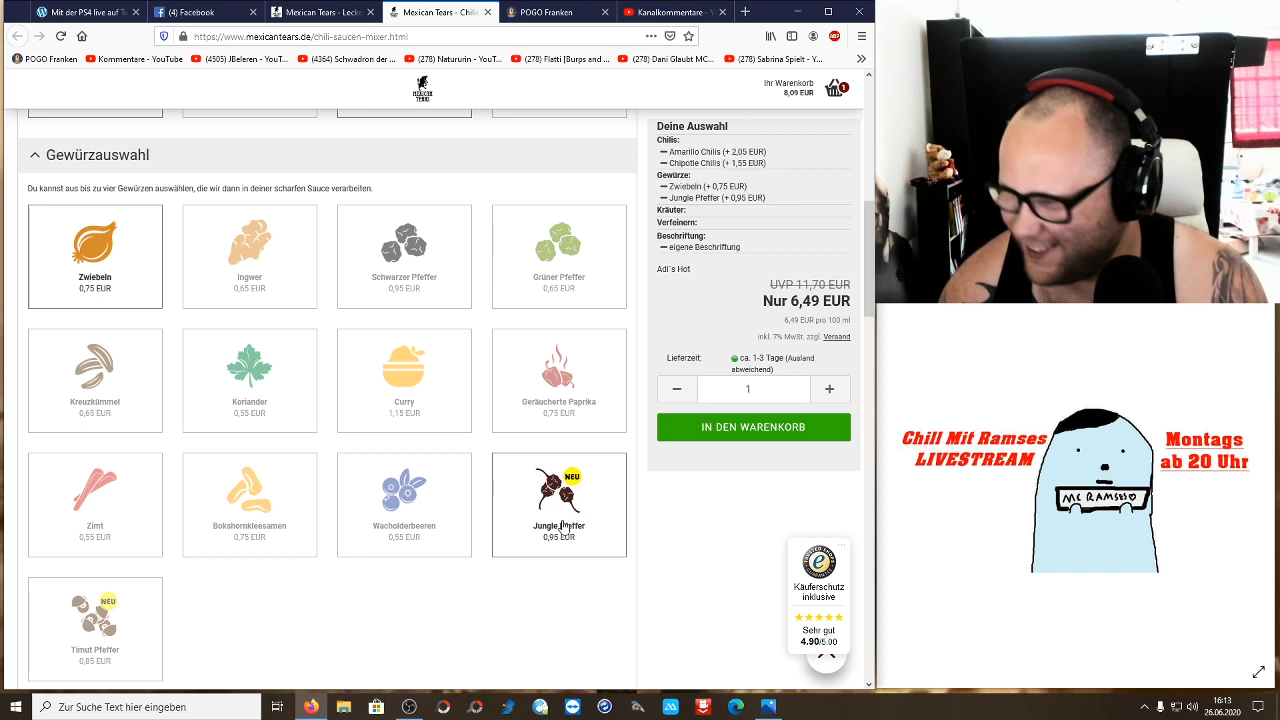 Mit der PS4 live auf
(4) Facebook
Mexican Tears - Lecke
Mexican Tears - Chilis
POGO Franken
Kanalkommentare - Y
https://www.mexicantears.de/chili-saucen-mixer.html
POGO Franken
Kommentare - YouTube
(4505) JBeleren - YouT...
(4364) Schwadron der ...
(278) Natururin - YouT...
(278) Flatti [Burps and ...
(278) Dani Glaubt MC...
(278) Sabrina Spielt - Y...
MEXICAN
TEARS
Ihr Warenkorb
8,09 EUR
1
Gewürzauswahl
Du kannst aus bis zu vier Gewürzen auswählen, die wir dann in deiner scharfen Sauce verarbeiten.
Zwiebeln
0,75 EUR
Ingwer
0,65 EUR
Schwarzer Pfeffer
0,95 EUR
Grüner Pfeffer
0,65 EUR
Kreuzkümmel
0,65 EUR
Koriander
0,55 EUR
Curry
1,15 EUR
Geräucherte Paprika
0,75 EUR
Zimt
0,55 EUR
Bokshornkleesamen
0,75 EUR
Wacholderbeeren
0,55 EUR
NEU
Jungle Pfeffer
0,95 EUR
NEU
Timut Pfeffer
0,85 EUR
Deine Auswahl
Chilis:
Amarillo Chilis (+ 2,05 EUR)
Chipotle Chilis (+ 1,55 EUR)
Gewürze:
Zwiebeln (+ 0,75 EUR)
Jungle Pfeffer (+ 0,95 EUR)
Kräuter:
Verfeinern:
Beschriftung:
eigene Beschriftung
Adi´s Hot
UVP 11,70 EUR
Nur 6,49 EUR
6,49 EUR pro 100 ml
inkl. 7% MwSt. zzgl. Versand
Lieferzeit:
ca. 1-3 Tage (Ausland
abweichend)
1
IN DEN WARENKORB
Käuferschutz
inklusive
Sehr gut
4.90/5.00
Chill Mit Ramses
LIVESTREAM
MC RAMSES
Montags
ab 20 Uhr
Zur Suche Text hier eingeben
16:13
26.06.2020